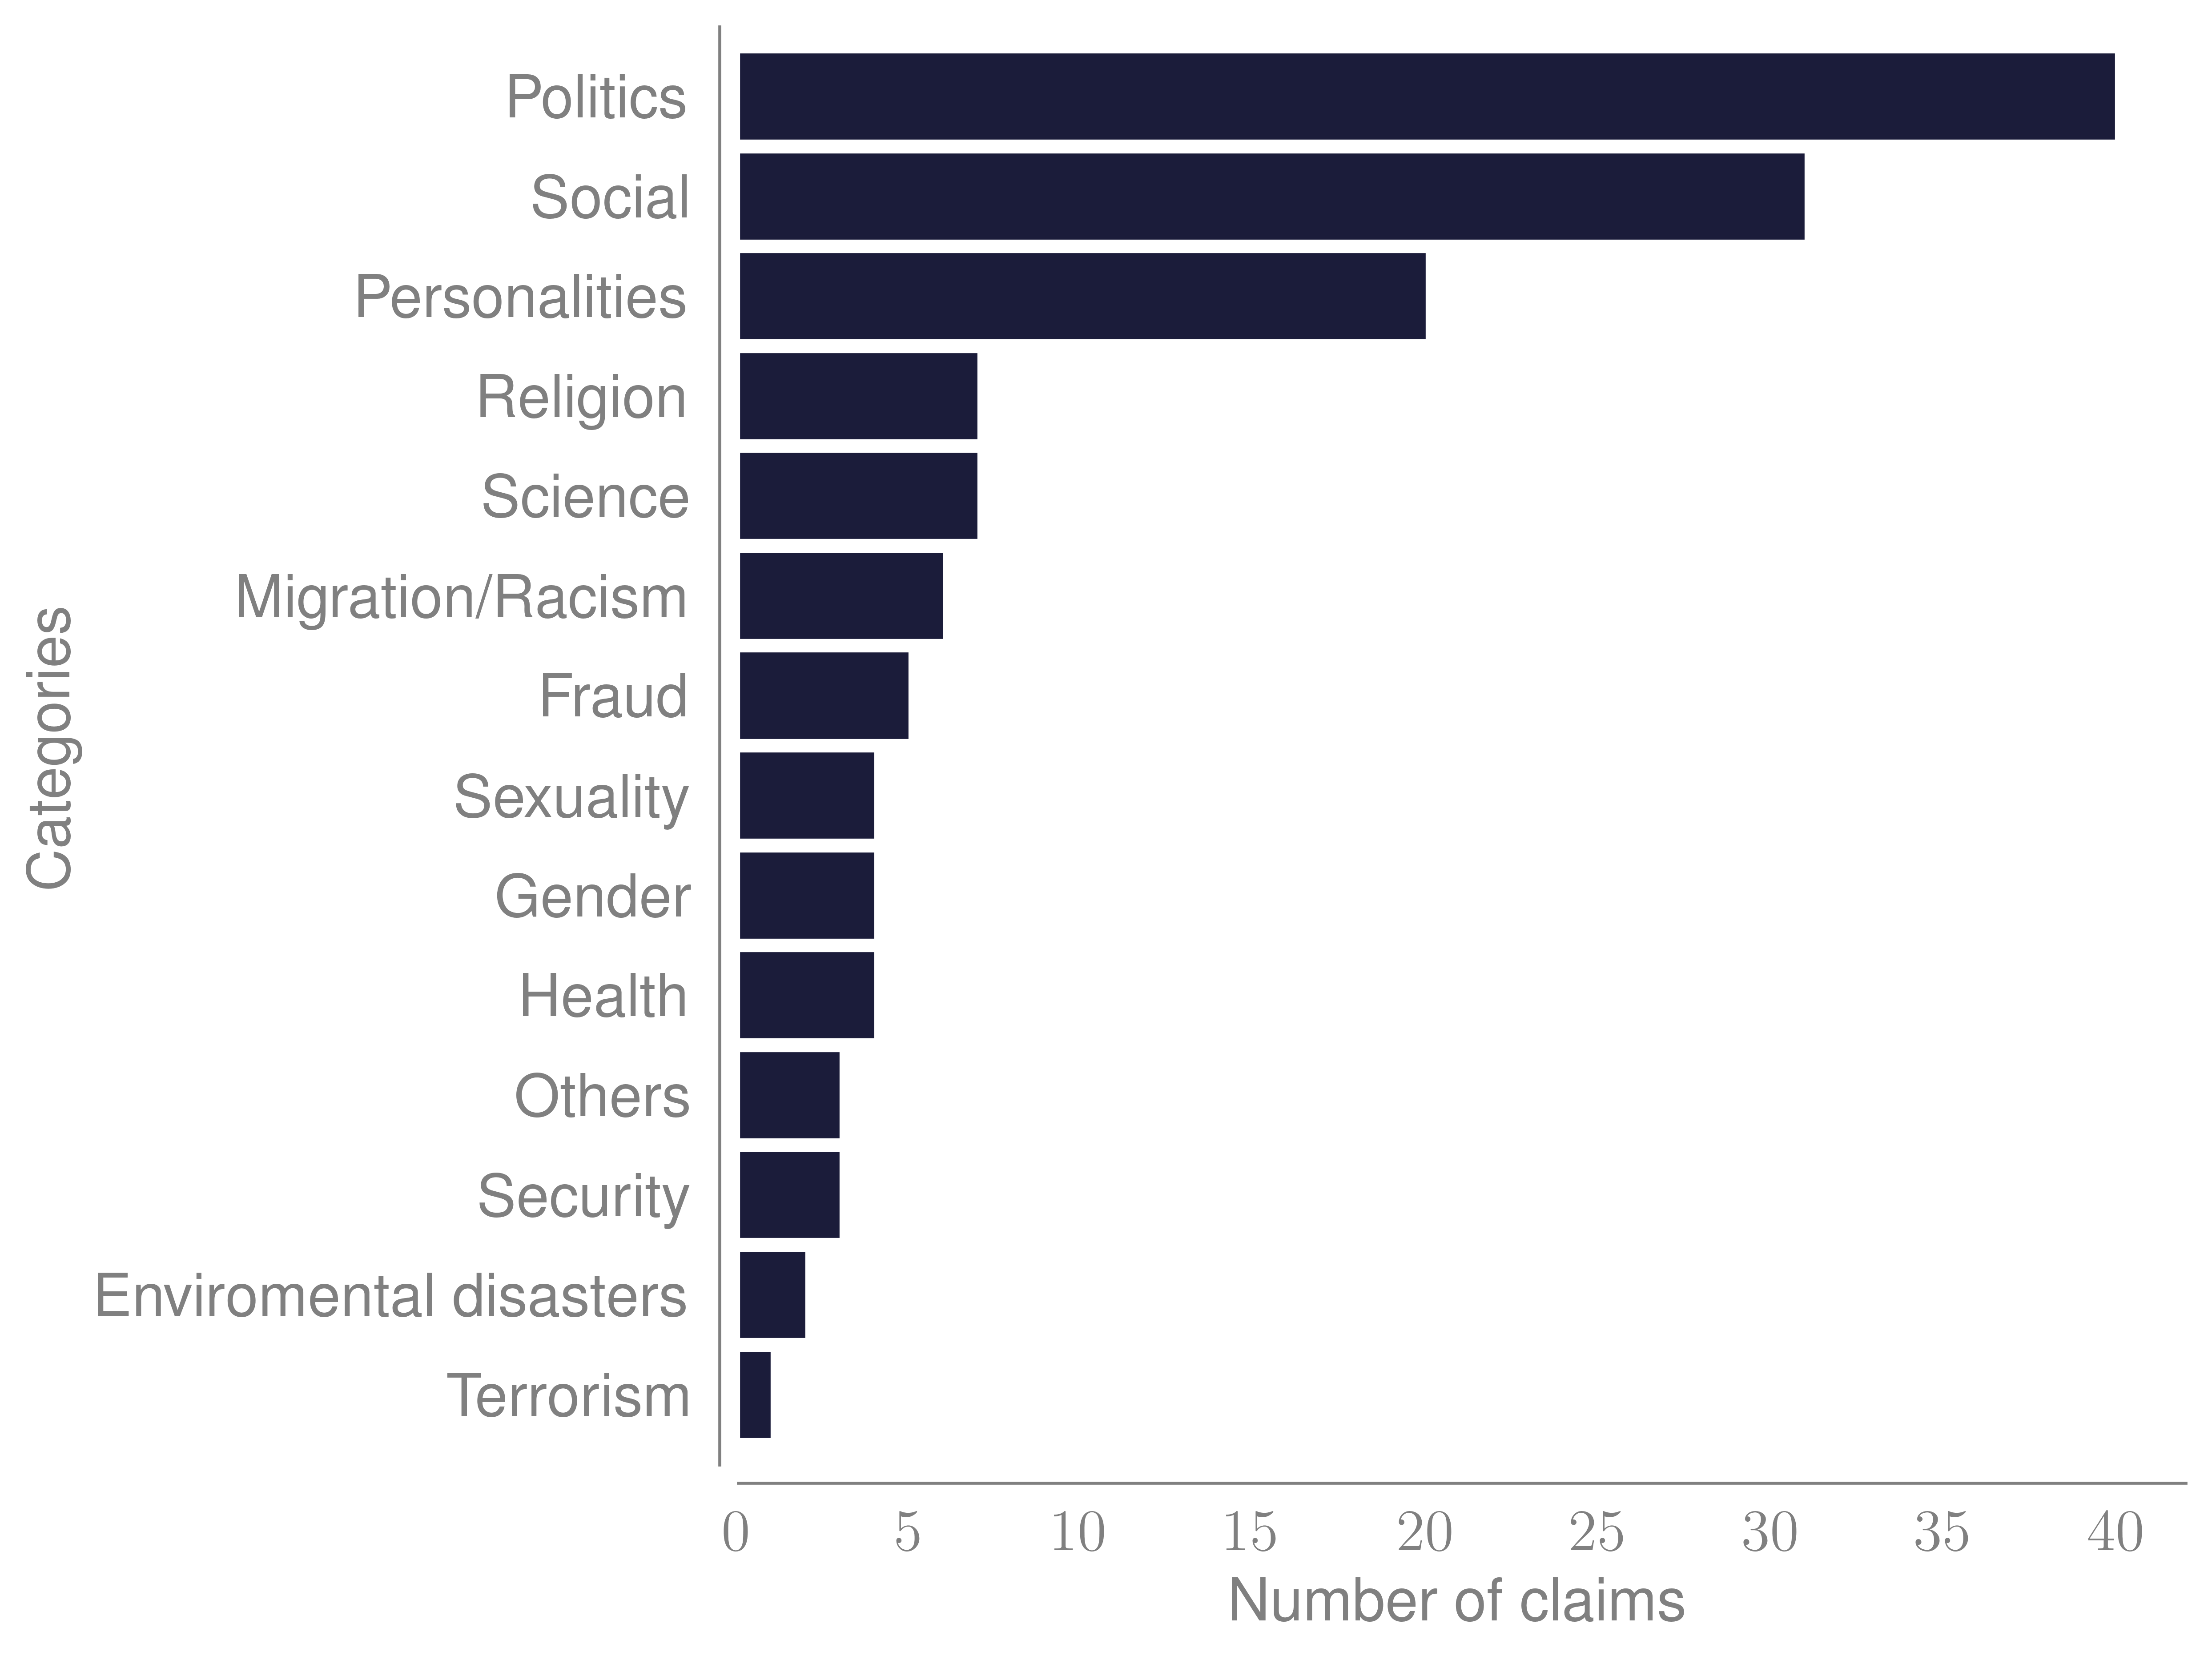 Categories
Politics
Social
Personalities
Religion
Science
Migration/Racism
Fraud
Sexuality
Gender
Health
Others
Security
Enviromental disasters
Terrorism
0 5 10 15 20 25 30 35 40
Number of claims